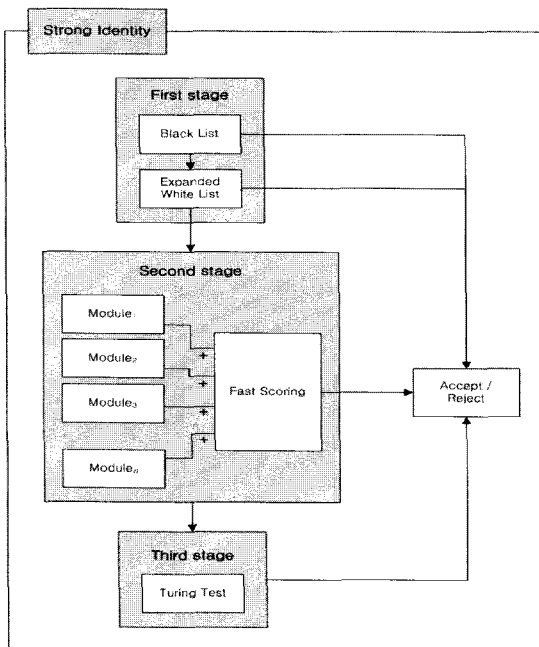 Strong Identity
First stage
Black List
Expanded
White List
Second stage
Module₁
Module₂
Module₃
Moduleₙ
+
+
+
+
Fast Scoring
Accept /
Reject
Third stage
Turing Test